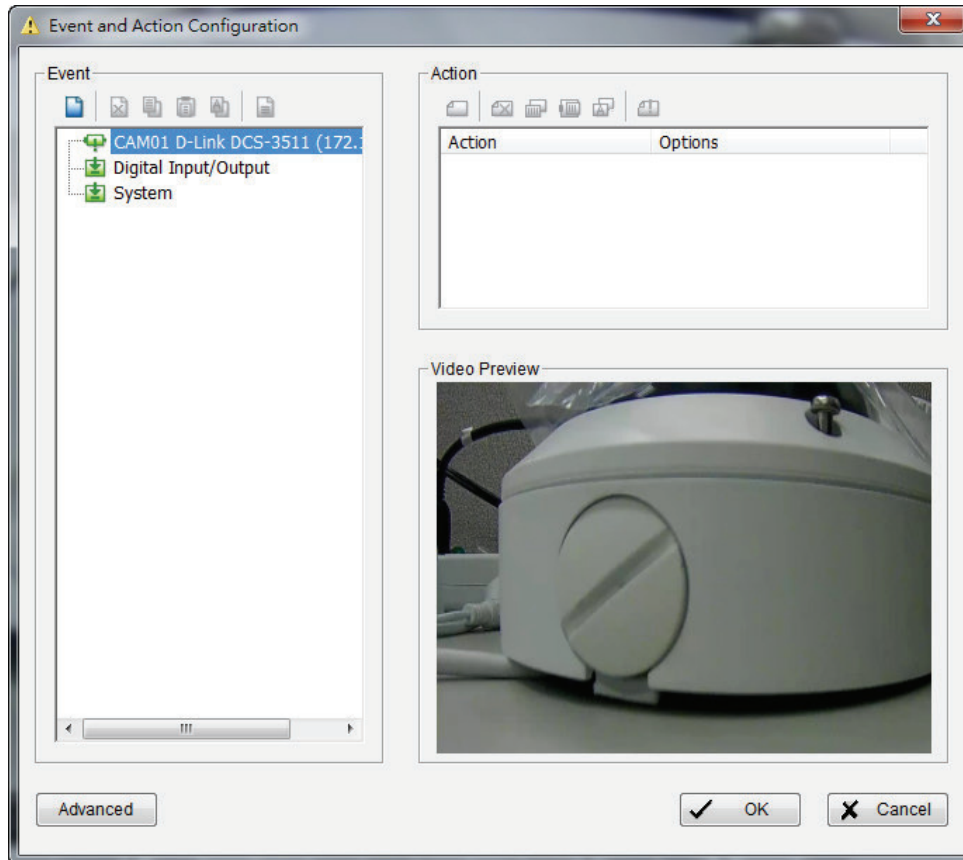 Event and Action Configuration
Event
CAM01 D-Link DCS-3511 (172.
Digital Input/Output
System
Action
Action Options
Video Preview
Advanced
OK
Cancel